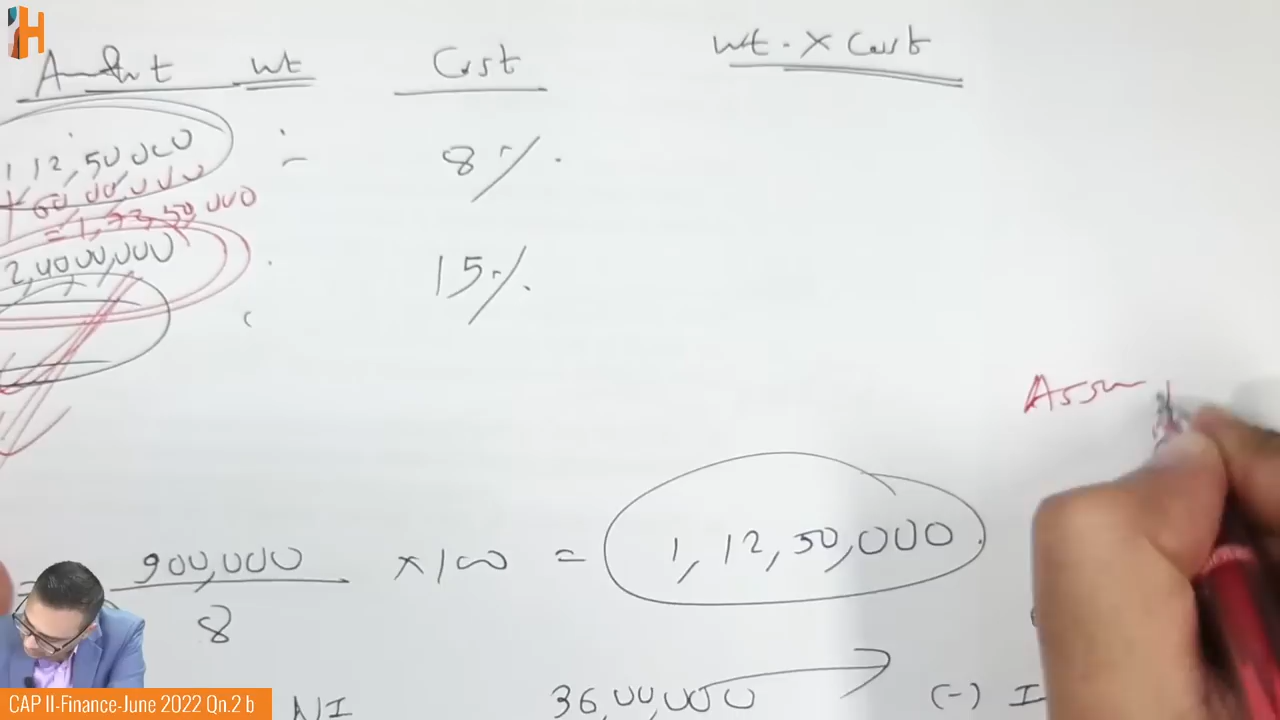 Amount wt Cost wt. x Cost
1,12,50,000 8%.
+ 60,00,000
= 1,72,50,000
2,4000,000 15%.
Assu
= 900,000 x 100 = 1,12,50,000
8
NI 36,00,000 (-) I
CAP II-Finance-June 2022 Qn.2 b